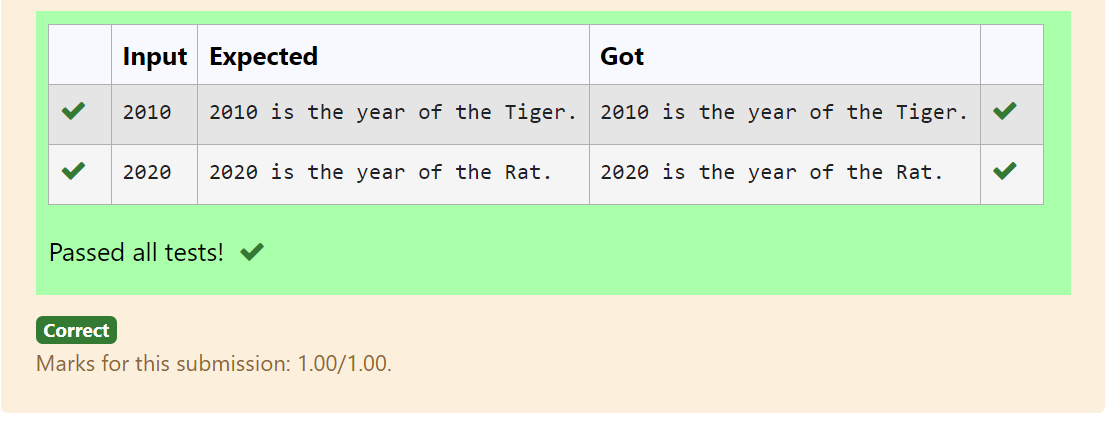 Input Expected Got
2010 2010 is the year of the Tiger. 2010 is the year of the Tiger.
2020 2020 is the year of the Rat. 2020 is the year of the Rat.
Passed all tests!
Correct
Marks for this submission: 1.00/1.00.